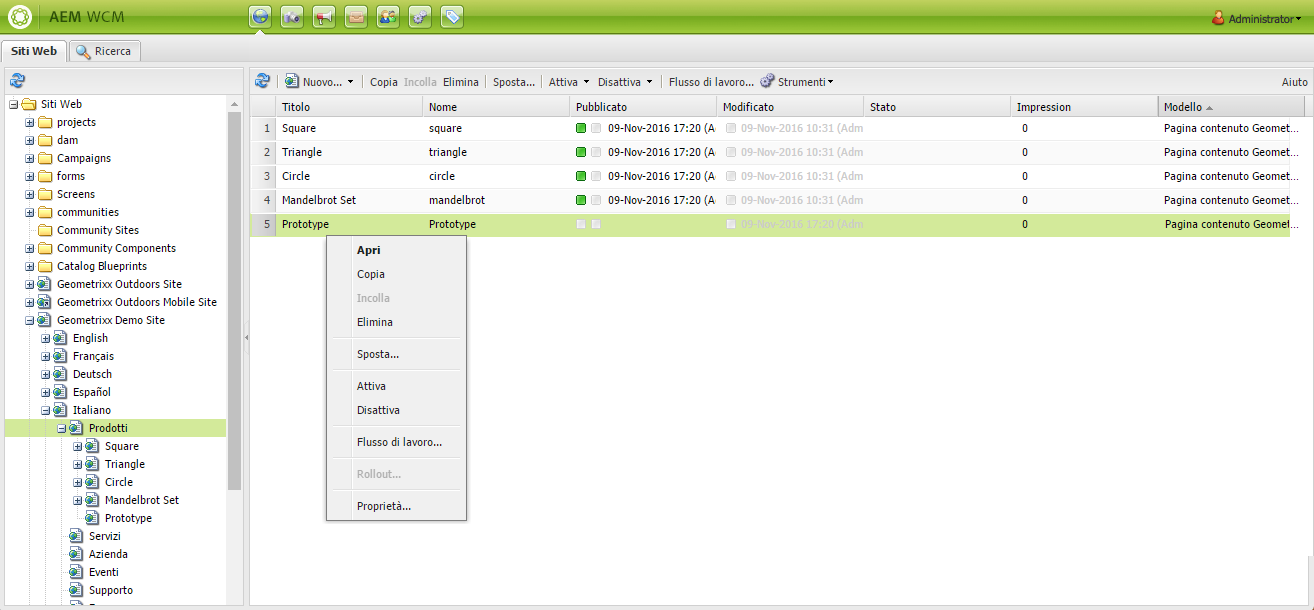 AEM WCM
Administrator
Siti Web
Ricerca
Nuovo...
Copia
Incolla
Elimina
Sposta...
Attiva
Disattiva
Flusso di lavoro...
Strumenti
Aiuto
Siti Web
projects
dam
Campaigns
forms
Screens
communities
Community Sites
Community Components
Catalog Blueprints
Geometrixx Outdoors Site
Geometrixx Outdoors Mobile Site
Geometrixx Demo Site
English
Français
Deutsch
Español
Italiano
Prodotti
Square
Triangle
Circle
Mandelbrot Set
Prototype
Servizi
Azienda
Eventi
Supporto
Titolo Nome Pubblicato Modificato Stato Impression Modello
1 Square square 09-Nov-2016 17:20 (A 09-Nov-2016 10:31 (Adm 0 Pagina contenuto Geomet...
2 Triangle triangle 09-Nov-2016 17:20 (A 09-Nov-2016 10:31 (Adm 0 Pagina contenuto Geomet...
3 Circle circle 09-Nov-2016 17:20 (A 09-Nov-2016 10:31 (Adm 0 Pagina contenuto Geomet...
4 Mandelbrot Set mandelbrot 09-Nov-2016 17:20 (A 09-Nov-2016 10:31 (Adm 0 Pagina contenuto Geomet...
5 Prototype Prototype 09-Nov-2016 17:20 (Adm 0 Pagina contenuto Geomet...
Apri
Copia
Incolla
Elimina
Sposta...
Attiva
Disattiva
Flusso di lavoro...
Rollout...
Proprietà...